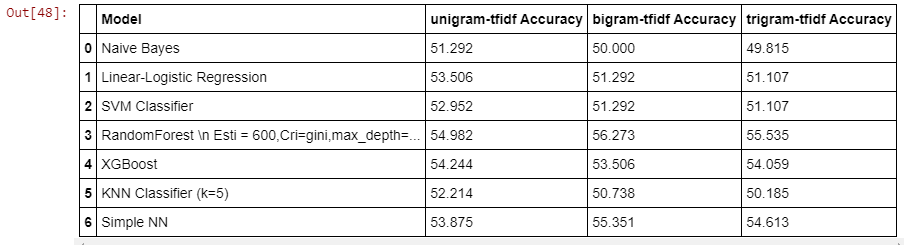 Out[48]:
Model unigram-tfidf Accuracy bigram-tfidf Accuracy trigram-tfidf Accuracy
0 Naive Bayes 51.292 50.000 49.815
1 Linear-Logistic Regression 53.506 51.292 51.107
2 SVM Classifier 52.952 51.292 51.107
3 RandomForest \n Esti = 600,Cri=gini,max_depth=... 54.982 56.273 55.535
4 XGBoost 54.244 53.506 54.059
5 KNN Classifier (k=5) 52.214 50.738 50.185
6 Simple NN 53.875 55.351 54.613